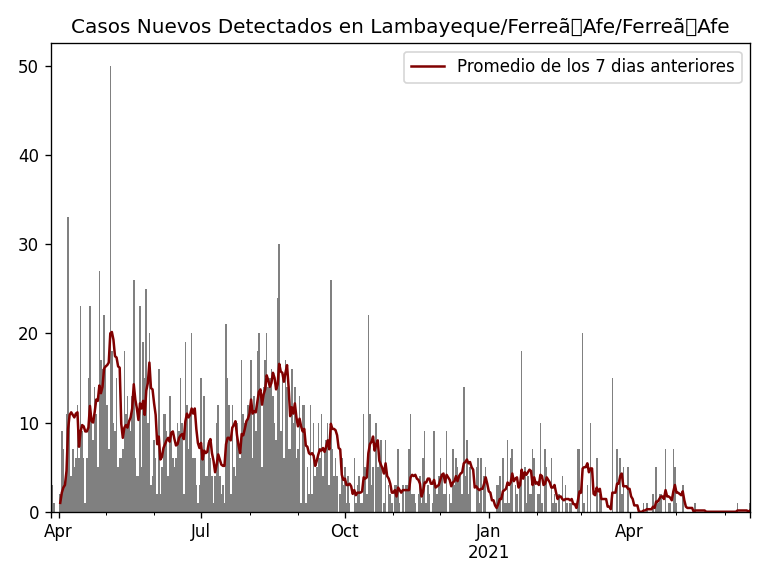 Casos Nuevos Detectados en Lambayeque/Ferreã▯Afe/Ferreã▯Afe
Promedio de los 7 dias anteriores
50
40
30
20
10
0
Apr Jul Oct Jan Apr
2021